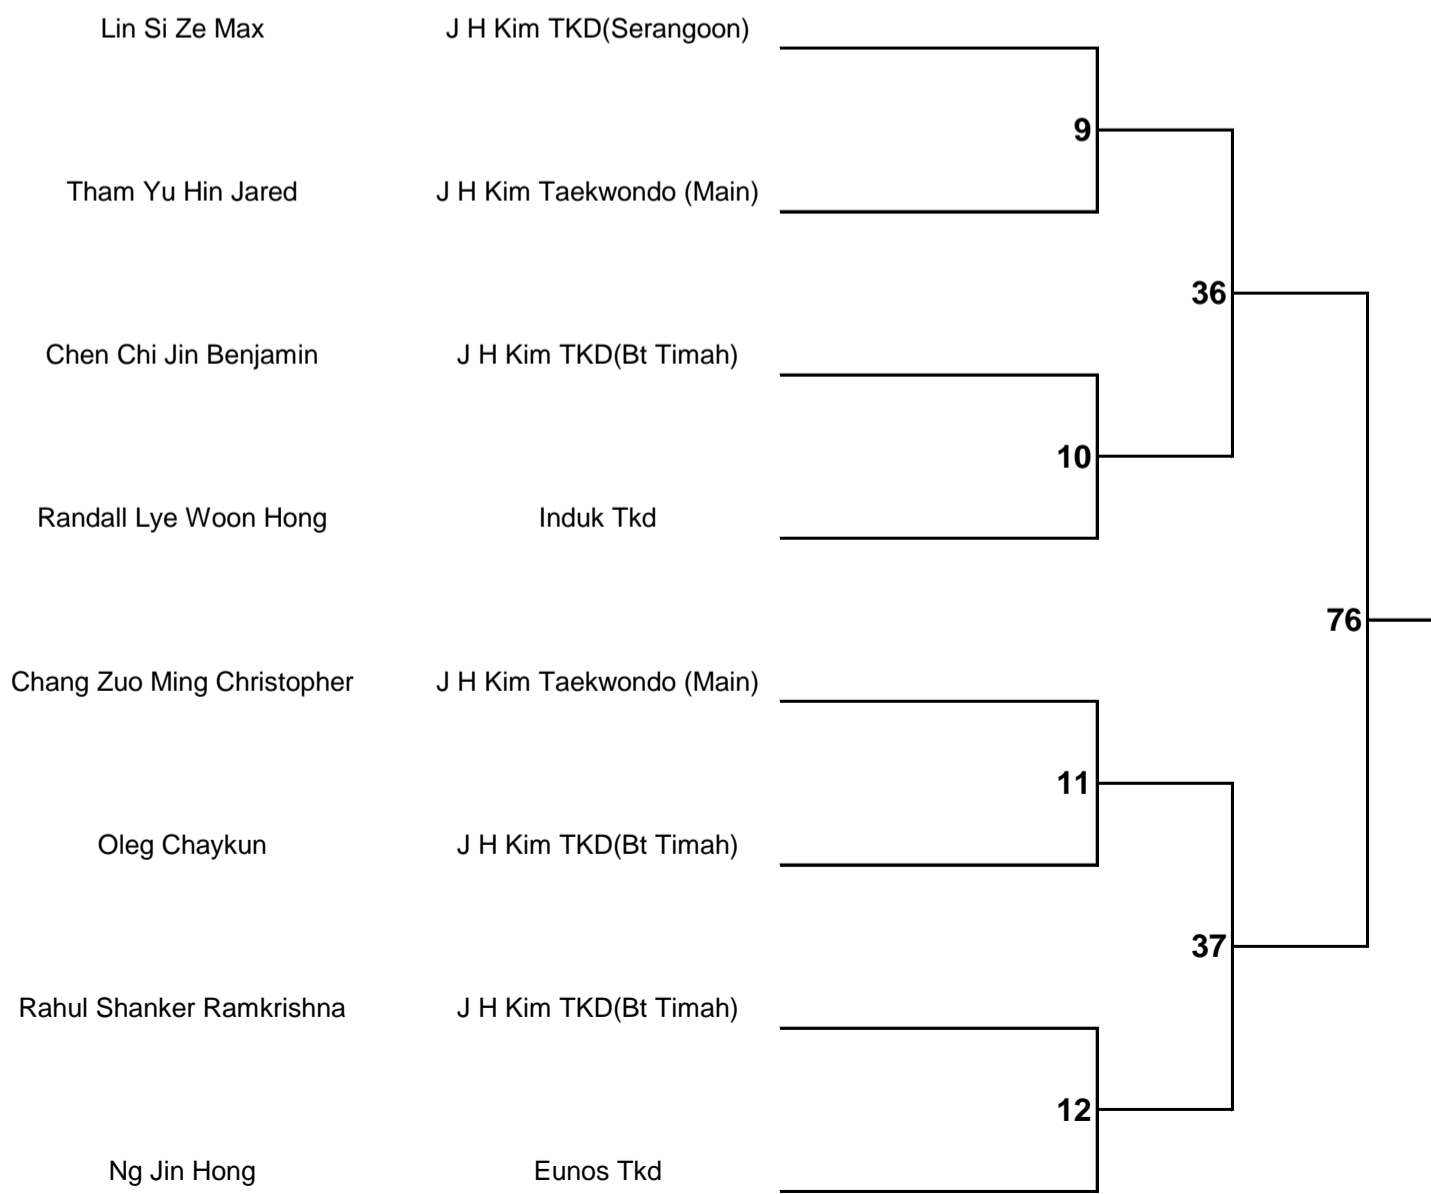 Lin Si Ze Max J H Kim TKD(Serangoon)
9
Tham Yu Hin Jared J H Kim Taekwondo (Main)
36
Chen Chi Jin Benjamin J H Kim TKD(Bt Timah)
10
Randall Lye Woon Hong Induk Tkd
76
Chang Zuo Ming Christopher J H Kim Taekwondo (Main)
11
Oleg Chaykun J H Kim TKD(Bt Timah)
37
Rahul Shanker Ramkrishna J H Kim TKD(Bt Timah)
12
Ng Jin Hong Eunos Tkd